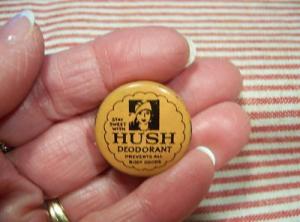 STAY
SWEET
WITH
HUSH
DEODORANT
PREVENTS ALL
BODY ODORS